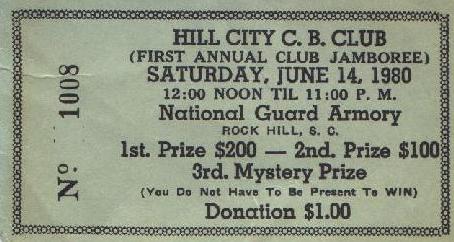 HILL CITY C. B. CLUB
(FIRST ANNUAL CLUB JAMBOREE)
SATURDAY, JUNE 14, 1980
12:00 NOON TIL 11:00 P. M.
National Guard Armory
ROCK HILL, S. C.
1st. Prize $200 — 2nd. Prize $100
3rd. Mystery Prize
(You Do Not Have To Be Present To WIN)
Donation $1.00
No 1008